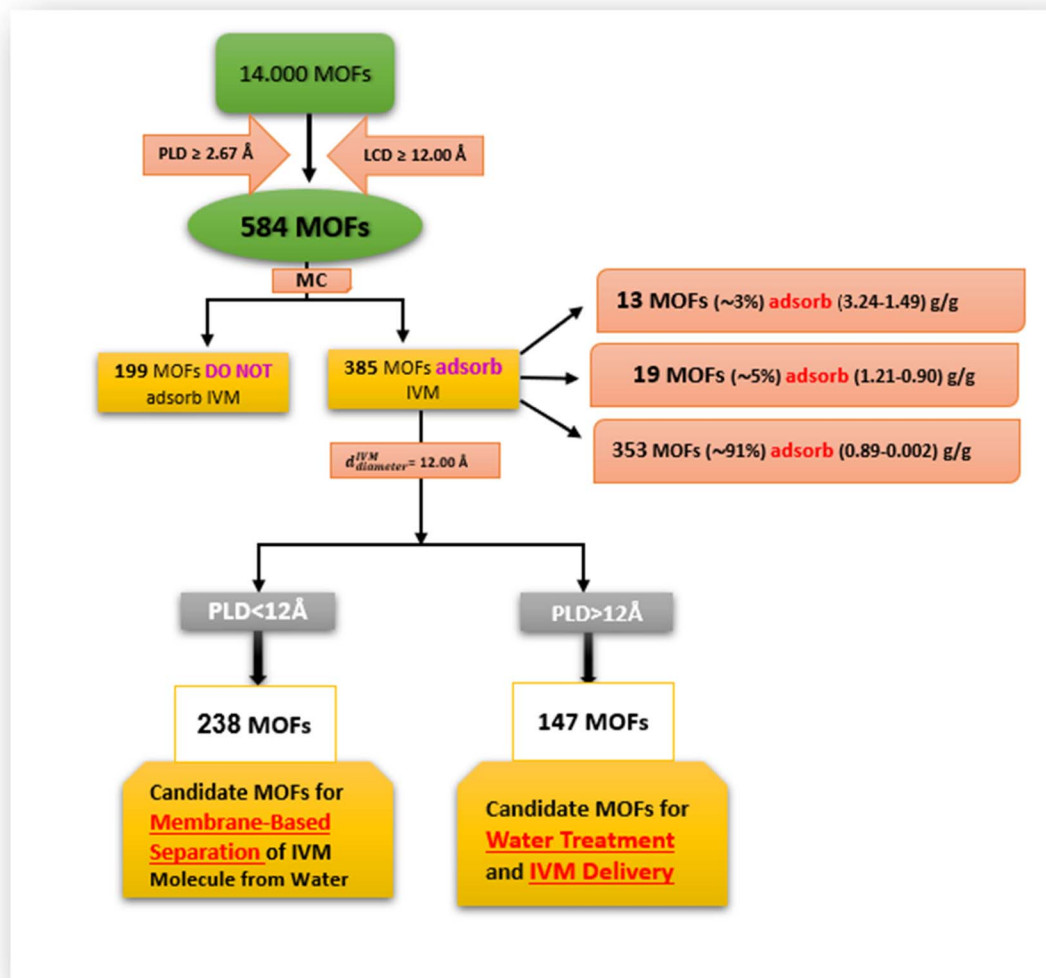 14.000 MOFs
PLD ≥ 2.67 Å
LCD ≥ 12.00 Å
584 MOFs
MC
199 MOFs DO NOT
adsorb IVM
385 MOFs adsorb
IVM
13 MOFs (~3%) adsorb (3.24-1.49) g/g
19 MOFs (~5%) adsorb (1.21-0.90) g/g
353 MOFs (~91%) adsorb (0.89-0.002) g/g
d^{IVM}_{diameter}= 12.00 Å
PLD<12Å
PLD>12Å
238 MOFs
147 MOFs
Candidate MOFs for
Membrane-Based
Separation of IVM
Molecule from Water
Candidate MOFs for
Water Treatment
and IVM Delivery